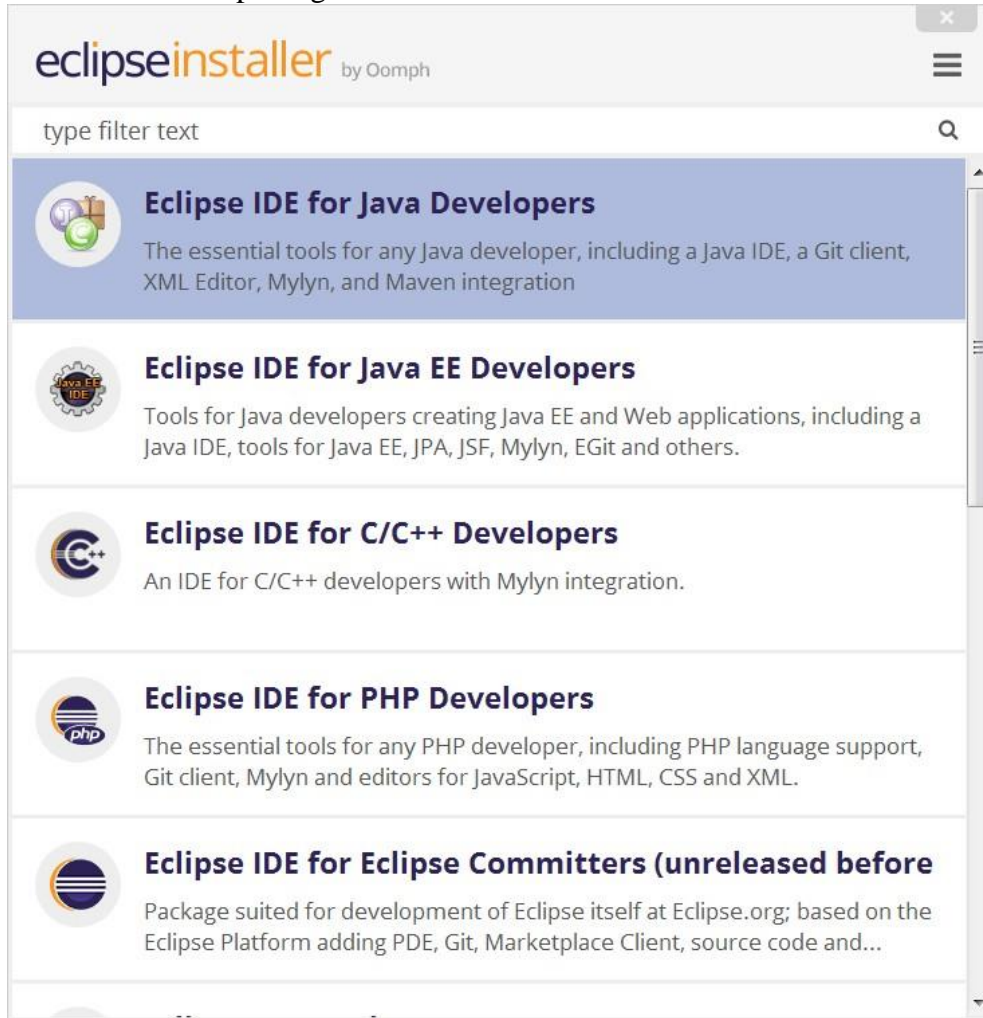 eclipseinstaller by Oomph
type filter text
Eclipse IDE for Java Developers
The essential tools for any Java developer, including a Java IDE, a Git client,
XML Editor, Mylyn, and Maven integration
Java EE
IDE
Eclipse IDE for Java EE Developers
Tools for Java developers creating Java EE and Web applications, including a
Java IDE, tools for Java EE, JPA, JSF, Mylyn, EGit and others.
C++
Eclipse IDE for C/C++ Developers
An IDE for C/C++ developers with Mylyn integration.
php
Eclipse IDE for PHP Developers
The essential tools for any PHP developer, including PHP language support,
Git client, Mylyn and editors for JavaScript, HTML, CSS and XML.
Eclipse IDE for Eclipse Committers (unreleased before
Package suited for development of Eclipse itself at Eclipse.org; based on the
Eclipse Platform adding PDE, Git, Marketplace Client, source code and...